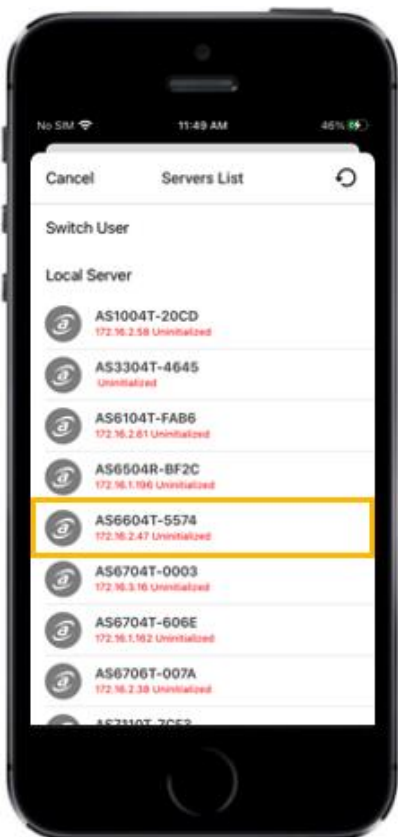 No SIM 11:49 AM 46%
Cancel Servers List
Switch User
Local Server
AS1004T-20CD
172.16.2.58 Uninitialized
AS3304T-4645
Uninitialized
AS6104T-FAB6
172.16.2.61 Uninitialized
AS6504R-BF2C
172.16.1.196 Uninitialized
AS6604T-5574
172.16.2.47 Uninitialized
AS6704T-0003
172.16.3.16 Uninitialized
AS6704T-606E
172.16.1.162 Uninitialized
AS6706T-007A
172.16.2.38 Uninitialized